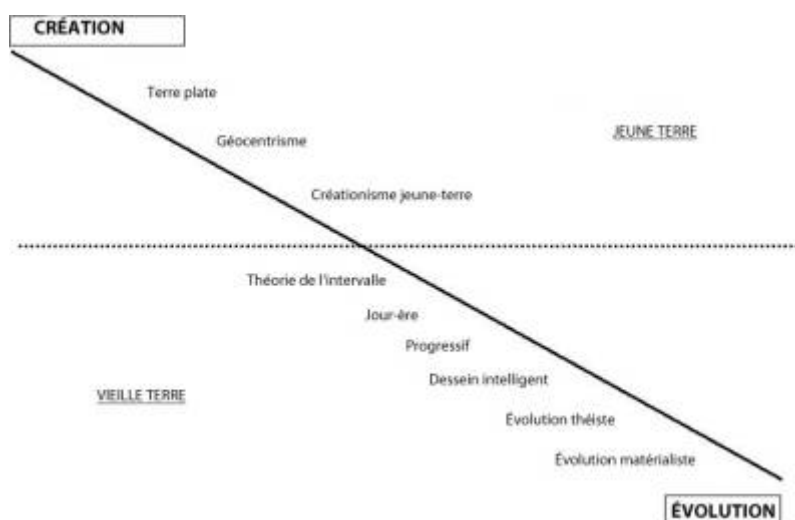 CRÉATION
Terre plate
JEUNE TERRE
Géocentrisme
Créationisme jeune-terre
Théorie de l'intervalle
Jour-ère
Progressif
Dessein intelligent
VIEILLE TERRE
Évolution théiste
Évolution matérialiste
ÉVOLUTION